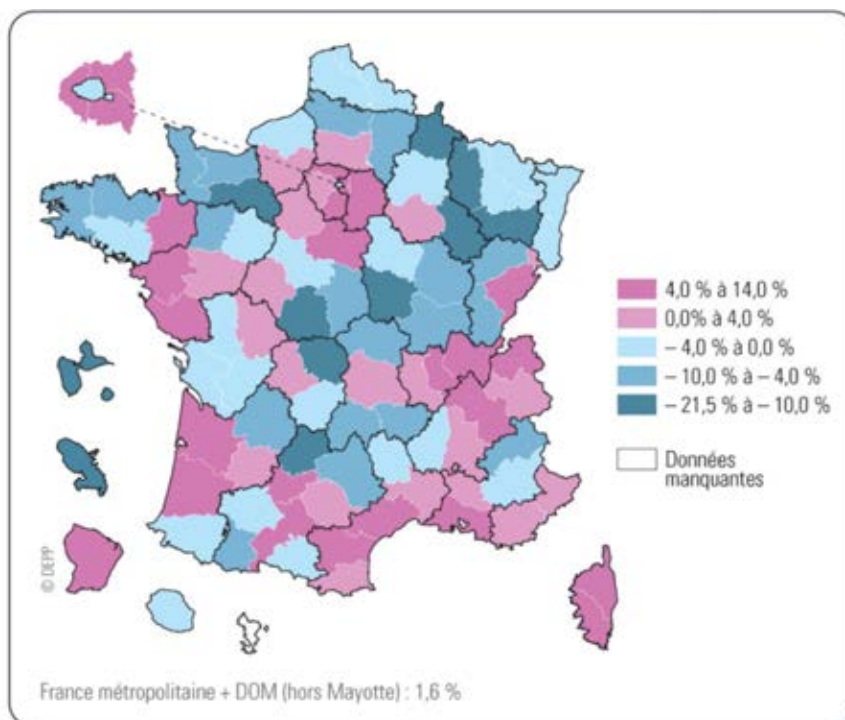 4,0 % à 14,0 %
0,0% à 4,0 %
– 4,0 % à 0,0 %
– 10,0 % à – 4,0 %
– 21,5 % à – 10,0 %
Données
manquantes
© DEPP
France métropolitaine + DOM (hors Mayotte) : 1,6 %